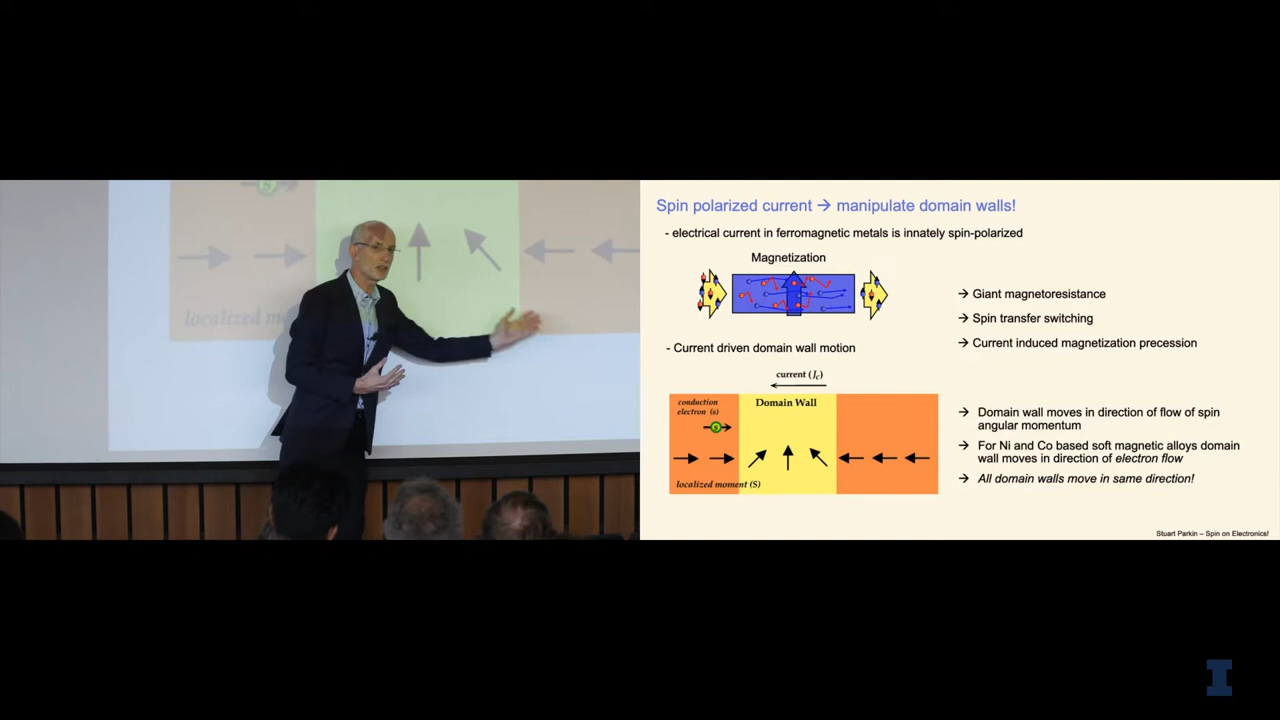 localized mo
Spin polarized current → manipulate domain walls!
- electrical current in ferromagnetic metals is innately spin-polarized
Magnetization
→ Giant magnetoresistance
→ Spin transfer switching
→ Current induced magnetization precession
- Current driven domain wall motion
current (Jc)
conduction
electron (s)
Domain Wall
s
localized moment (S)
→ Domain wall moves in direction of flow of spin
angular momentum
→ For Ni and Co based soft magnetic alloys domain
wall moves in direction of electron flow
→ All domain walls move in same direction!
Stuart Parkin – Spin on Electronics!
I